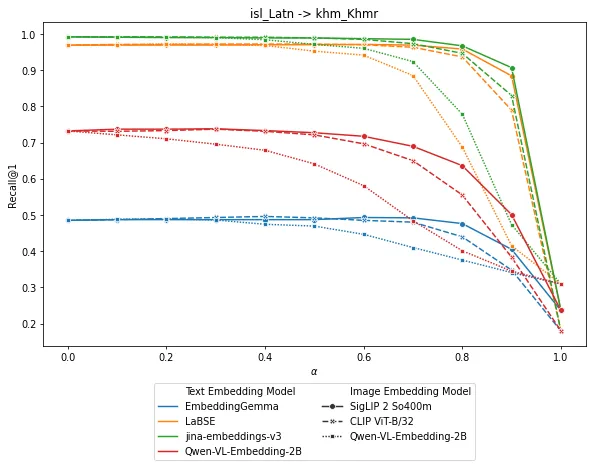 isl_Latn -> khm_Khmr
Recall@1
1.0
0.9
0.8
0.7
0.6
0.5
0.4
0.3
0.2
0.0 0.2 0.4 0.6 0.8 1.0
α
Text Embedding Model
EmbeddingGemma
LaBSE
jina-embeddings-v3
Qwen-VL-Embedding-2B
Image Embedding Model
SigLIP 2 So400m
CLIP ViT-B/32
Qwen-VL-Embedding-2B